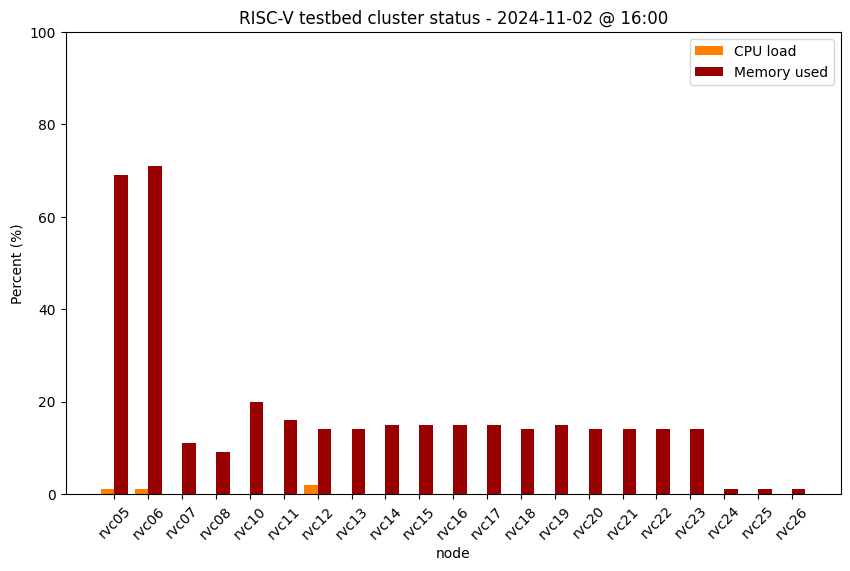 RISC-V testbed cluster status - 2024-11-02 @ 16:00
CPU load
Memory used
Percent (%)
100
80
60
40
20
0
rvc05
rvc06
rvc07
rvc08
rvc10
rvc11
rvc12
rvc13
rvc14
rvc15
rvc16
rvc17
rvc18
rvc19
rvc20
rvc21
rvc22
rvc23
rvc24
rvc25
rvc26
node